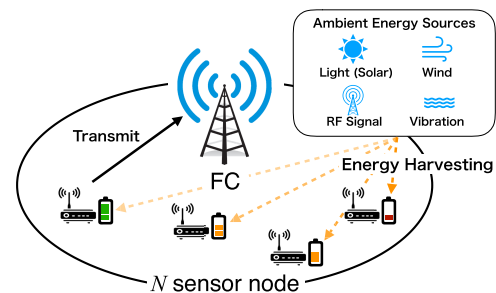 Ambient Energy Sources
Light (Solar)
Wind
RF Signal
Vibration
Transmit
Energy Harvesting
FC
N sensor node